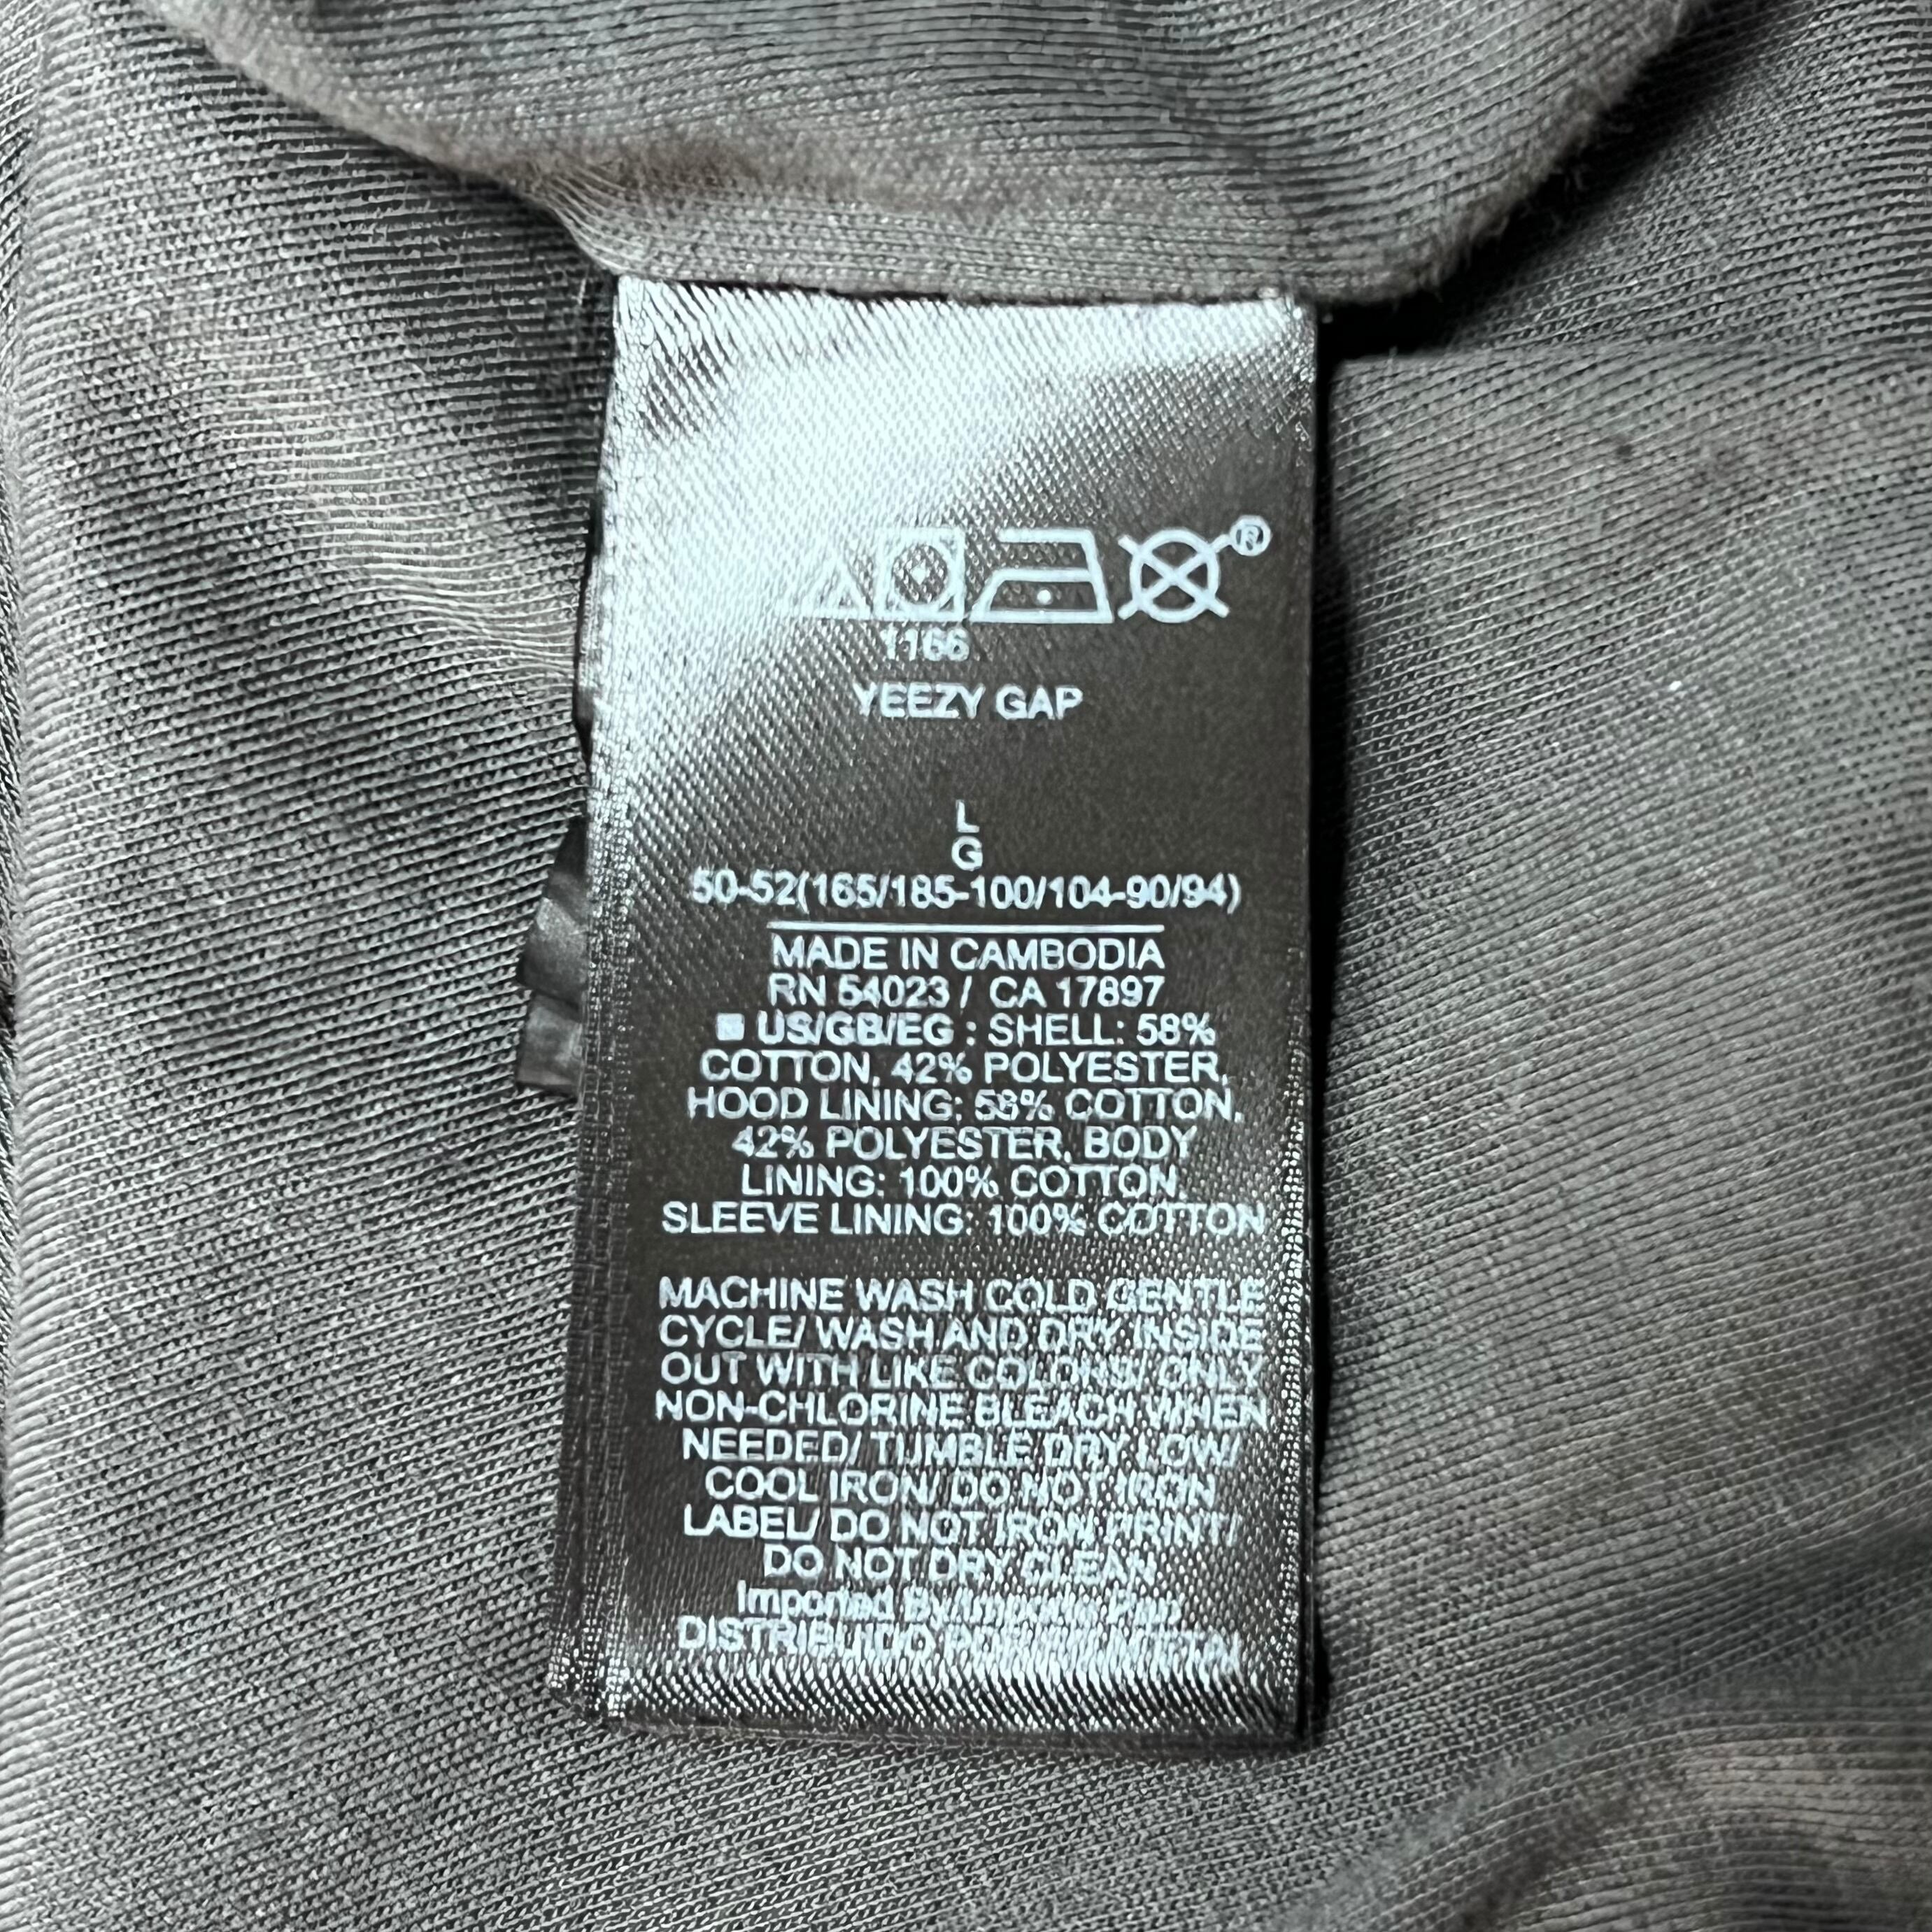 ®
1166
YEEZY GAP
L
G
50-52(165/185-100/104-90/94)
MADE IN CAMBODIA
RN 54023 / CA 17897
■ US/GB/EG : SHELL: 58%
COTTON, 42% POLYESTER,
HOOD LINING: 58% COTTON,
42% POLYESTER, BODY
LINING: 100% COTTON,
SLEEVE LINING: 100% COTTON
MACHINE WASH COLD GENTLE
CYCLE/ WASH AND DRY INSIDE
OUT WITH LIKE COLORS/ ONLY
NON-CHLORINE BLEACH WHEN
NEEDED/ TUMBLE DRY LOW/
COOL IRON/ DO NOT IRON
LABEL/ DO NOT IRON PRINT/
DO NOT DRY CLEAN
Imported By/
DISTRIBUIDO POR